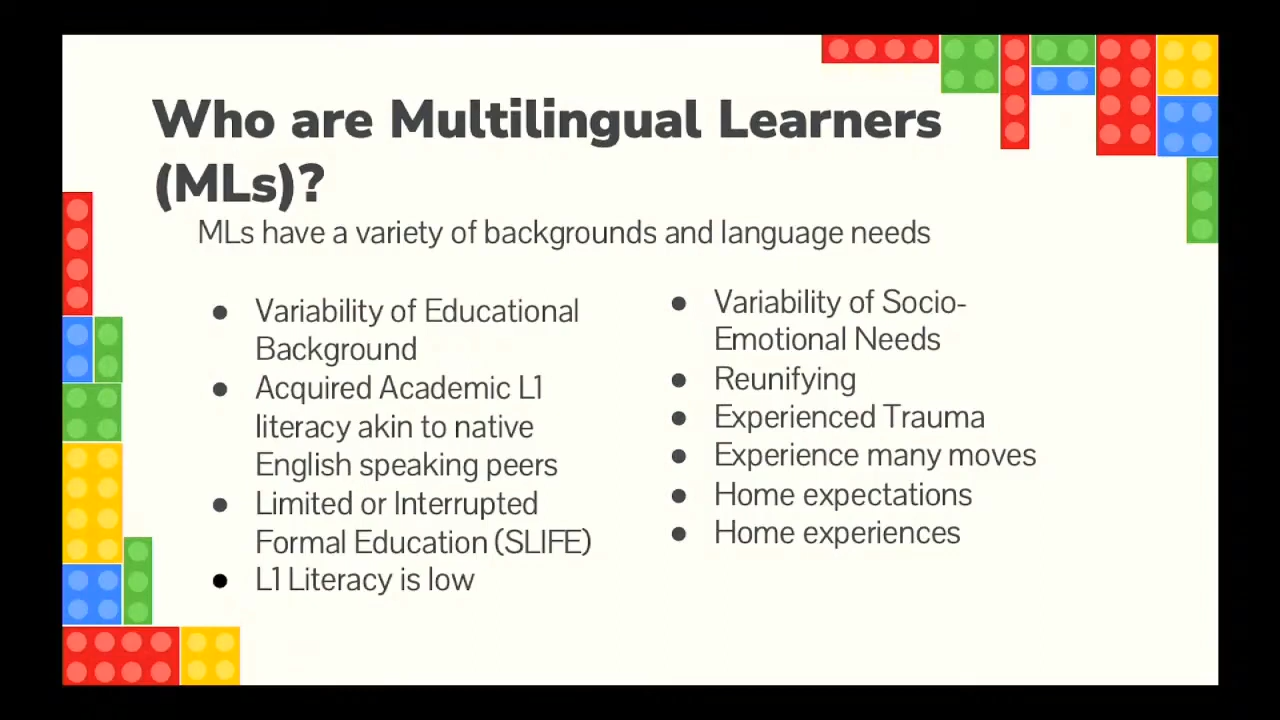 Who are Multilingual Learners
(MLs)?
MLs have a variety of backgrounds and language needs
● Variability of Educational
Background
● Acquired Academic L1
literacy akin to native
English speaking peers
● Limited or Interrupted
Formal Education (SLIFE)
● L1 Literacy is low
● Variability of Socio-
Emotional Needs
● Reunifying
● Experienced Trauma
● Experience many moves
● Home expectations
● Home experiences